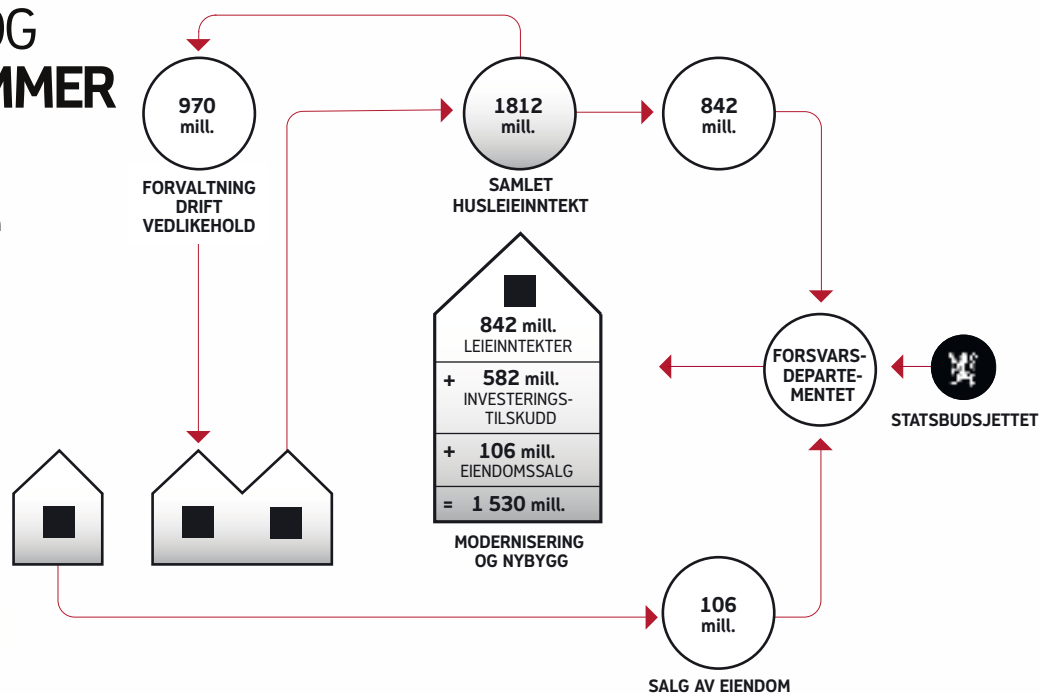 OG
MMER
970
mill.
FORVALTNING
DRIFT
VEDLIKEHOLD
1812
mill.
SAMLET
HUSLEIEINNTEKT
842
mill.
842 mill.
LEIEINNTEKTER
+ 582 mill.
INVESTERINGS-
TILSKUDD
+ 106 mill.
EIENDOMSSALG
= 1 530 mill.
MODERNISERING
OG NYBYGG
FORSVARS-
DEPARTE-
MENTET
STATSBUDSJETTET
106
mill.
SALG AV EIENDOM